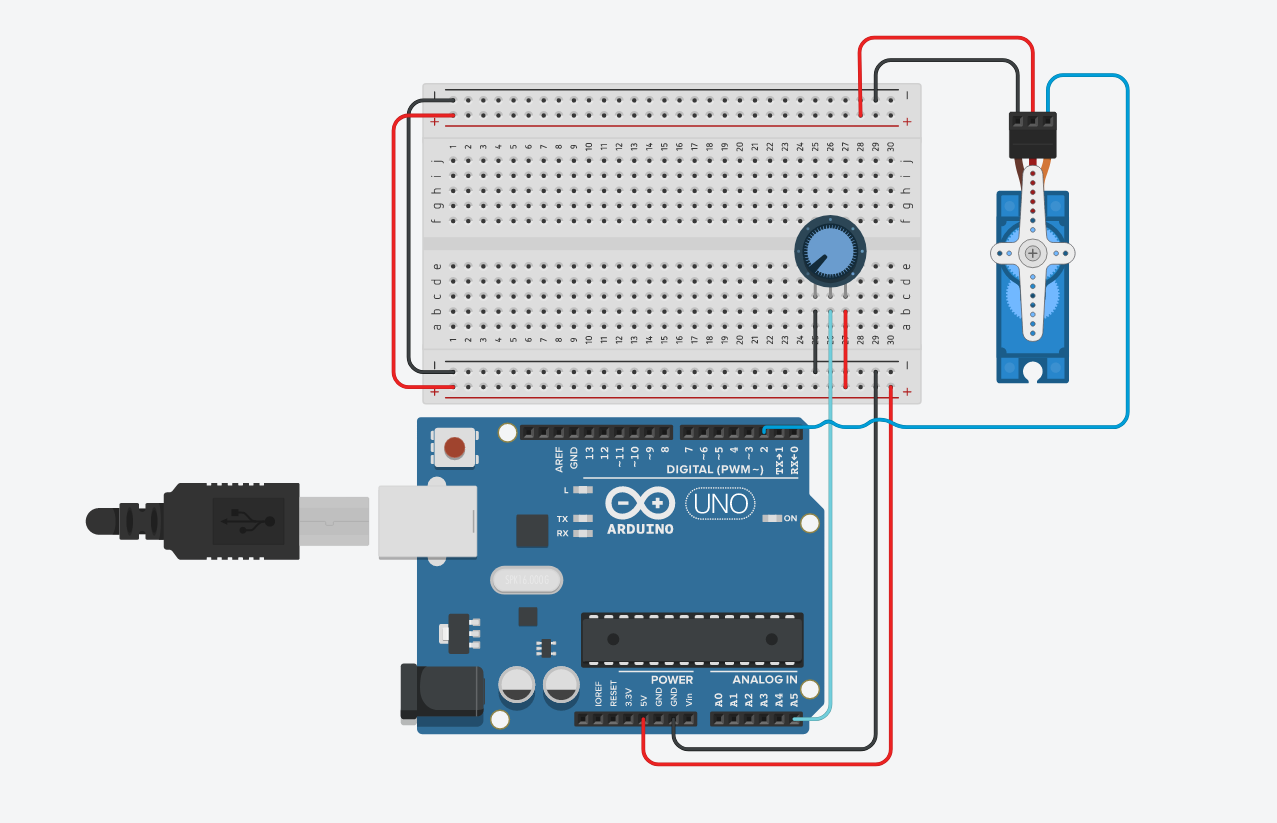 - -
+ +
1 2 3 4 5 6 7 8 9 10 11 12 13 14 15 16 17 18 19 20 21 22 23 24 25 26 27 28 29 30
j j
i i
h h
g g
f f
e e
d d
c c
b b
a a
1 2 3 4 5 6 7 8 9 10 11 12 13 14 15 16 17 18 19 20 21 22 23 24 25 26 27 28 29 30
- -
+ +
AREF GND 13 12 ~11 ~10 ~9 8 7 ~6 ~5 4 ~3 2 TX→1 RX←0
DIGITAL (PWM~)
L
TX
RX
ARDUINO
UNO
ON
POWER ANALOG IN
IOREF RESET 3.3V 5V GND GND Vin A0 A1 A2 A3 A4 A5